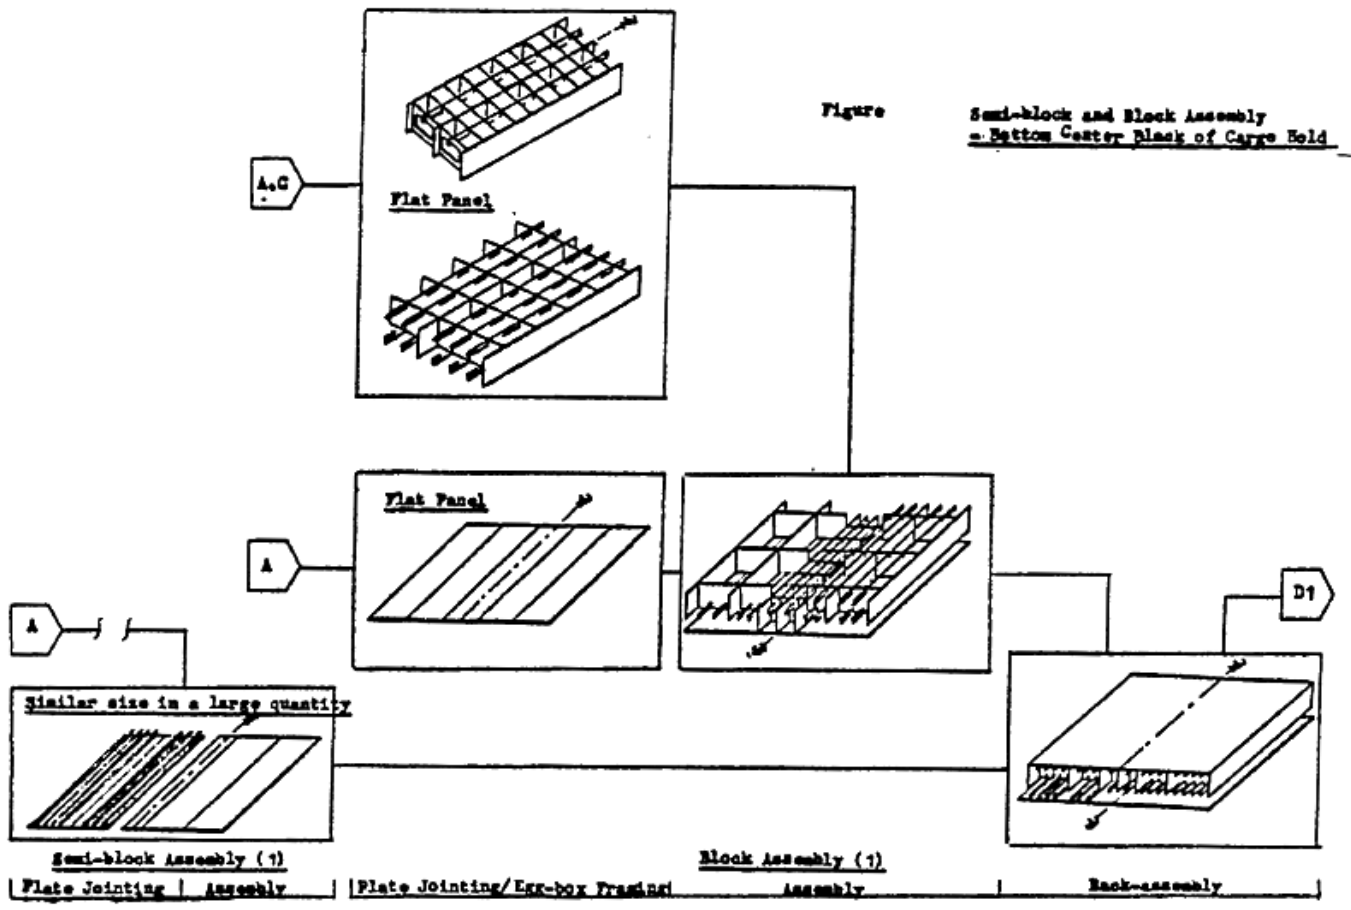 Figure
Semi-block and Block Assembly
- Bottom Center Block of Cargo Hold
A.C
Flat Panel
Flat Panel
A
D1
A
Similar size in a large quantity
Semi-block Assembly (1)
Block Assembly (1)
Plate Jointing | Assembly
Plate Jointing/Egg-box Framing
Assembly
Back-assembly